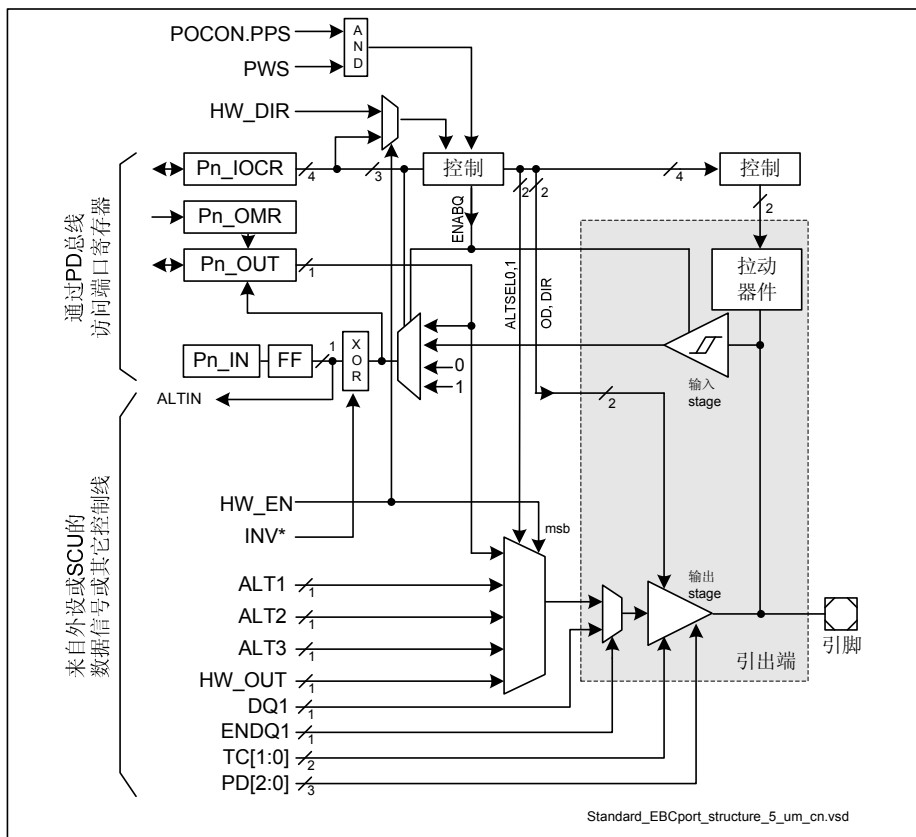 POCON.PPS
PWS
AND
HW_DIR
Pn_IOCR
4
3
控制
2
2
4
控制
2
Pn_OMR
Pn_OUT
1
ENABQ
ALTSEL0,1
OD, DIR
拉动
器件
通过PD总线
访问端口寄存器
Pn_IN
FF
1
XOR
0
1
输入
stage
ALTIN
2
HW_EN
INV*
msb
来自外设或SCU的
数据信号或其它控制线
ALT1
1
ALT2
1
ALT3
1
HW_OUT
1
DQ1
1
ENDQ1
1
TC[1:0]
2
PD[2:0]
3
输出
stage
引出端
引脚
Standard_EBCport_structure_5_um_cn.vsd